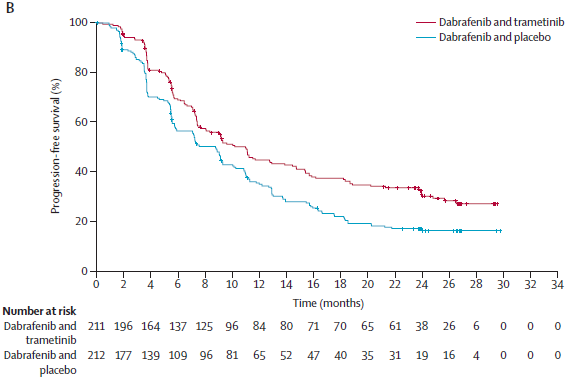 B
Dabrafenib and trametinib
Dabrafenib and placebo
Progression-free survival (%)
100
80
60
40
20
0
0 2 4 6 8 10 12 14 16 18 20 22 24 26 28 30 32 34
Time (months)
Number at risk
Dabrafenib and 211 196 164 137 125 96 84 80 71 70 65 61 38 26 6 0 0 0
trametinib
Dabrafenib and 212 177 139 109 96 81 65 52 47 40 35 31 19 16 4 0 0 0
placebo